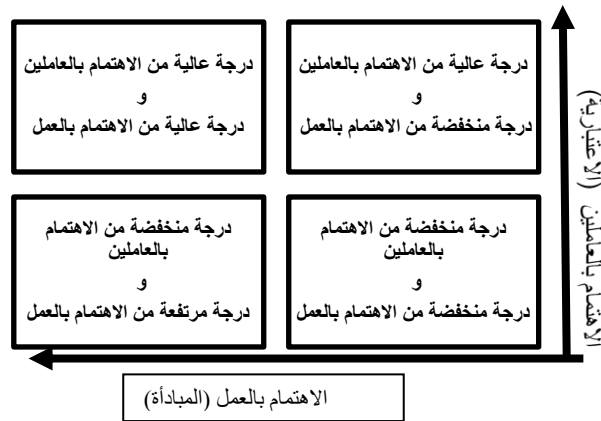 درجة عالية من الاهتمام بالعاملين
و
درجة منخفضة من الاهتمام بالعمل
درجة عالية من الاهتمام بالعاملين
و
درجة عالية من الاهتمام بالعمل
درجة منخفضة من الاهتمام
بالعاملين
و
درجة منخفضة من الاهتمام بالعمل
درجة منخفضة من الاهتمام
بالعاملين
و
درجة مرتفعة من الاهتمام بالعمل
الاهتمام بالعاملين (الاعتبارية)
الاهتمام بالعمل (المبادأة)